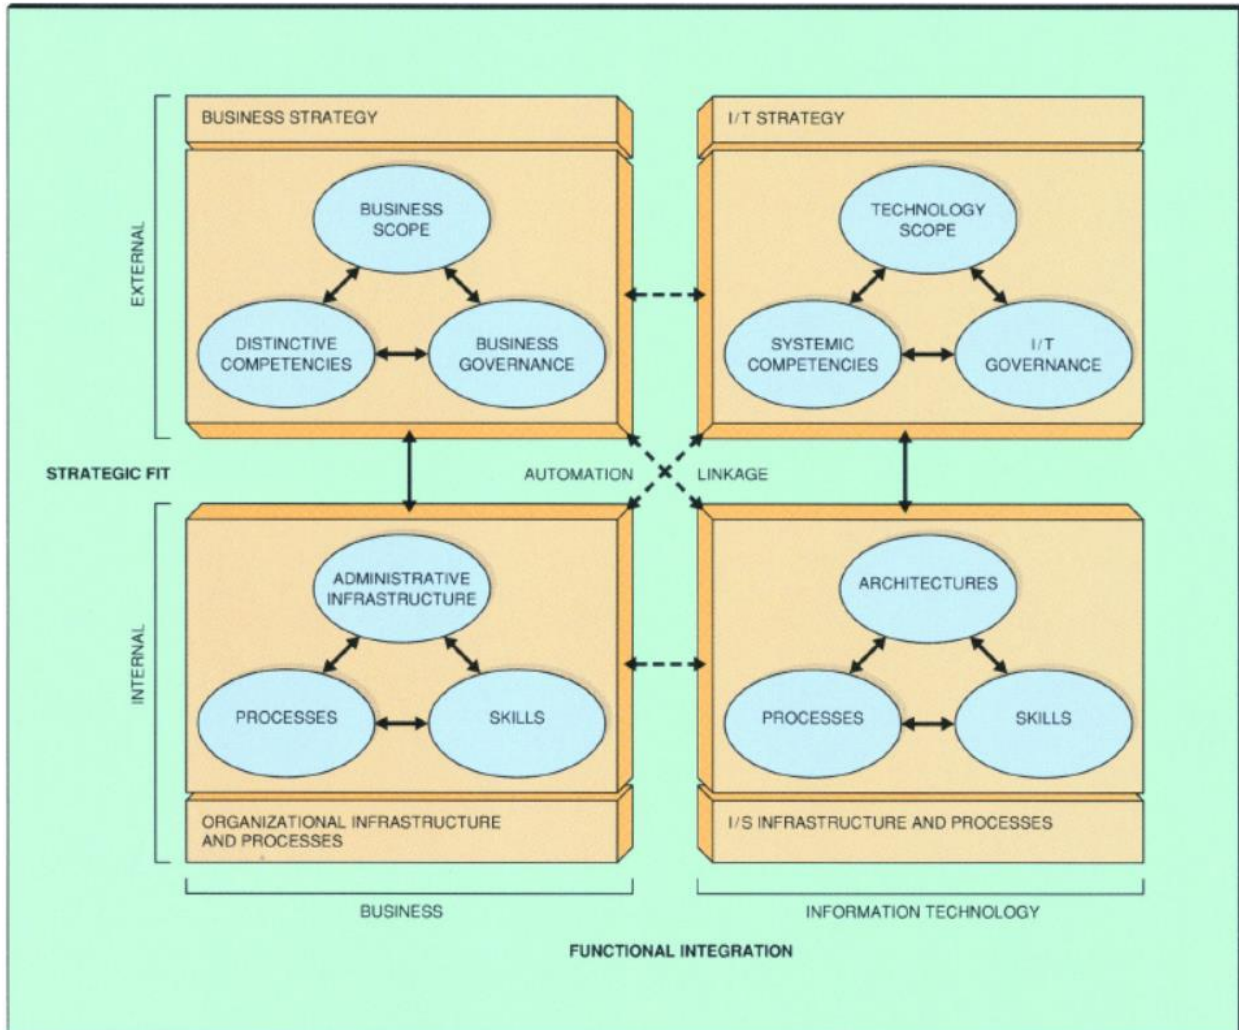 BUSINESS STRATEGY
I/T STRATEGY
EXTERNAL
BUSINESS
SCOPE
DISTINCTIVE
COMPETENCIES
BUSINESS
GOVERNANCE
TECHNOLOGY
SCOPE
SYSTEMIC
COMPETENCIES
I/T
GOVERNANCE
STRATEGIC FIT
AUTOMATION
LINKAGE
INTERNAL
ADMINISTRATIVE
INFRASTRUCTURE
PROCESSES
SKILLS
ARCHITECTURES
PROCESSES
SKILLS
ORGANIZATIONAL INFRASTRUCTURE
AND PROCESSES
I/S INFRASTRUCTURE AND PROCESSES
BUSINESS
INFORMATION TECHNOLOGY
FUNCTIONAL INTEGRATION